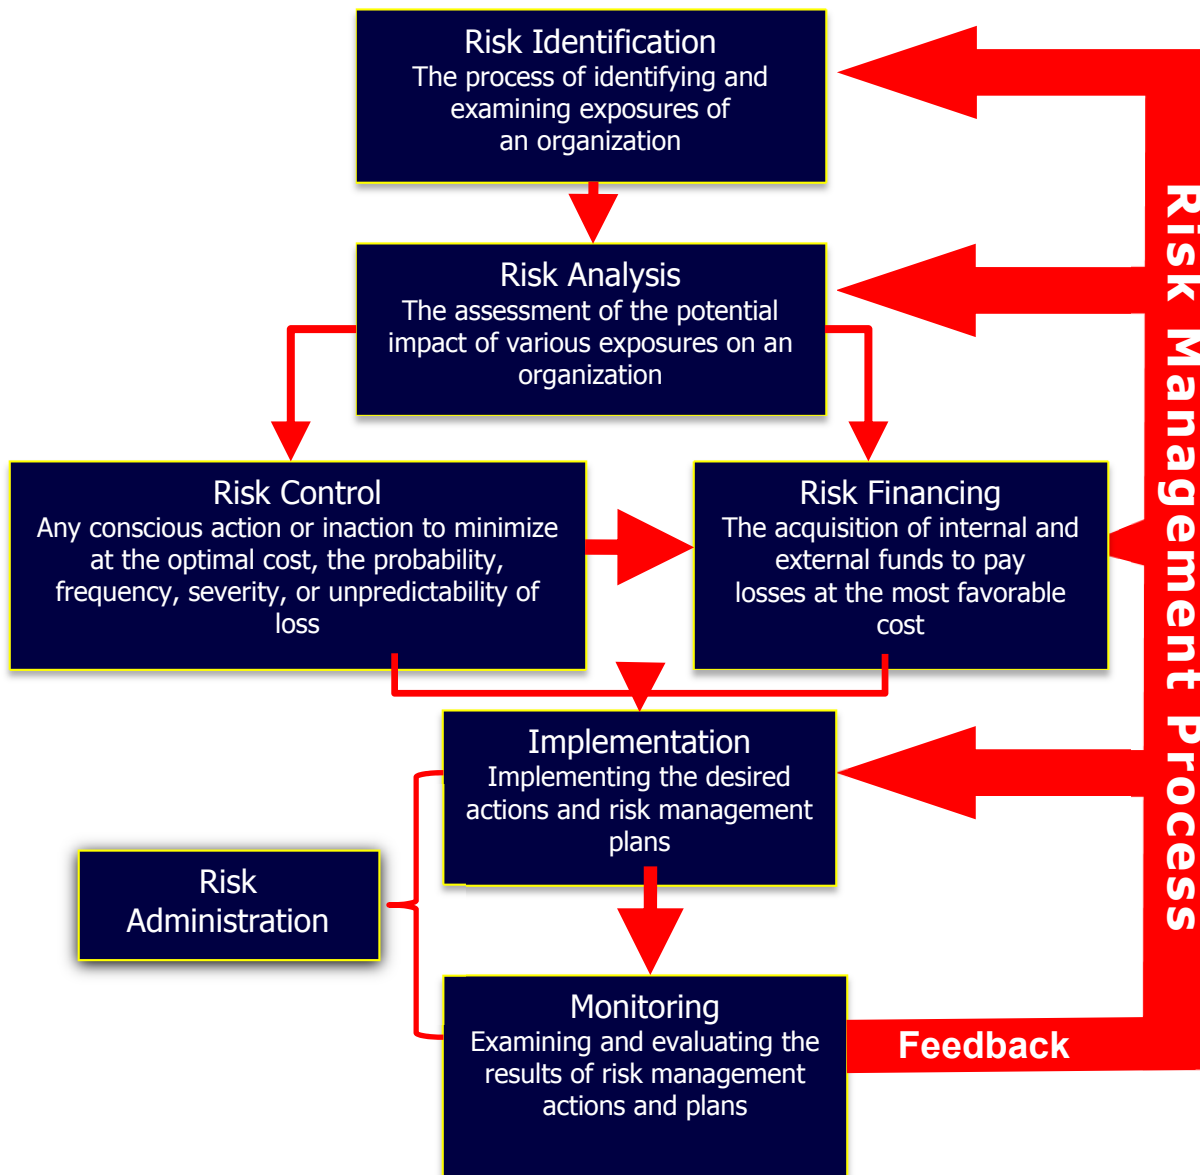 Risk Identification
The process of identifying and
examining exposures of
an organization
Risk Analysis
The assessment of the potential
impact of various exposures on an
organization
Risk Control
Any conscious action or inaction to minimize
at the optimal cost, the probability,
frequency, severity, or unpredictability of
loss
Risk Financing
The acquisition of internal and
external funds to pay
losses at the most favorable
cost
Implementation
Implementing the desired
actions and risk management
plans
Risk
Administration
Monitoring
Examining and evaluating the
results of risk management
actions and plans
Feedback
Risk Management Process